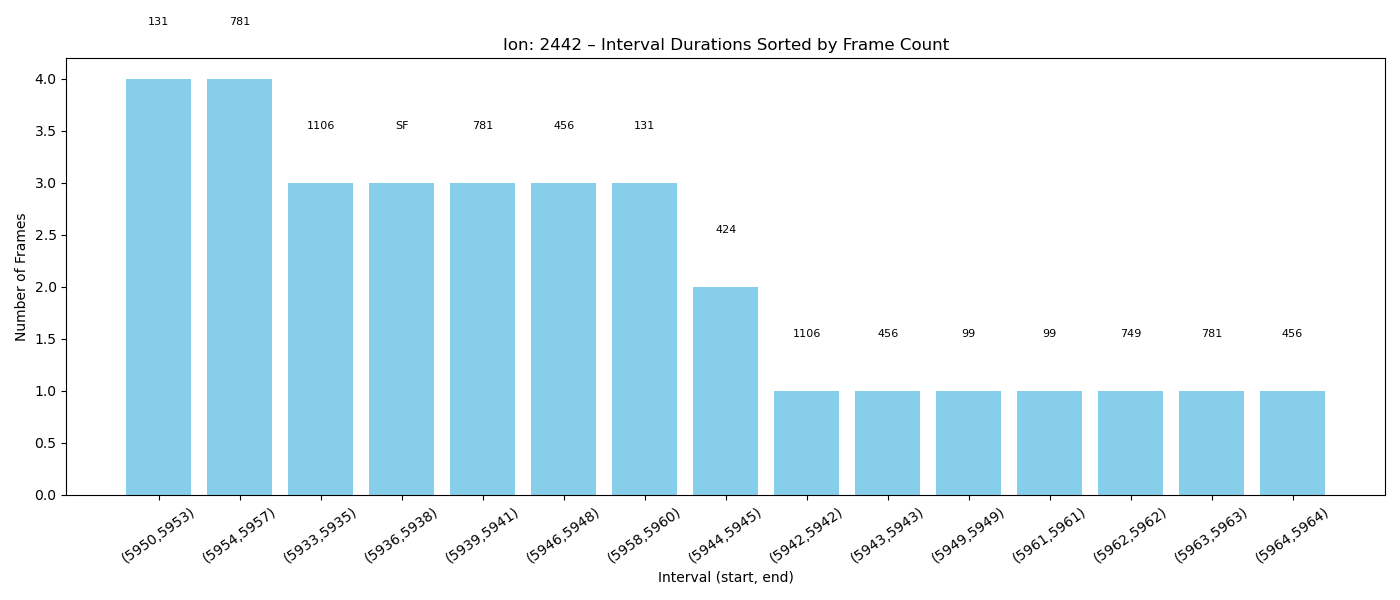 131 781
Ion: 2442 – Interval Durations Sorted by Frame Count
4.0
3.5
3.0
2.5
2.0
1.5
1.0
0.5
0.0
Number of Frames
1106 SF 781 456 131
424
1106 456 99 99 749 781 456
(5950,5953) (5954,5957) (5933,5935) (5936,5938) (5939,5941) (5946,5948) (5958,5960) (5944,5945) (5942,5942) (5943,5943) (5949,5949) (5961,5961) (5962,5962) (5963,5963) (5964,5964)
Interval (start, end)